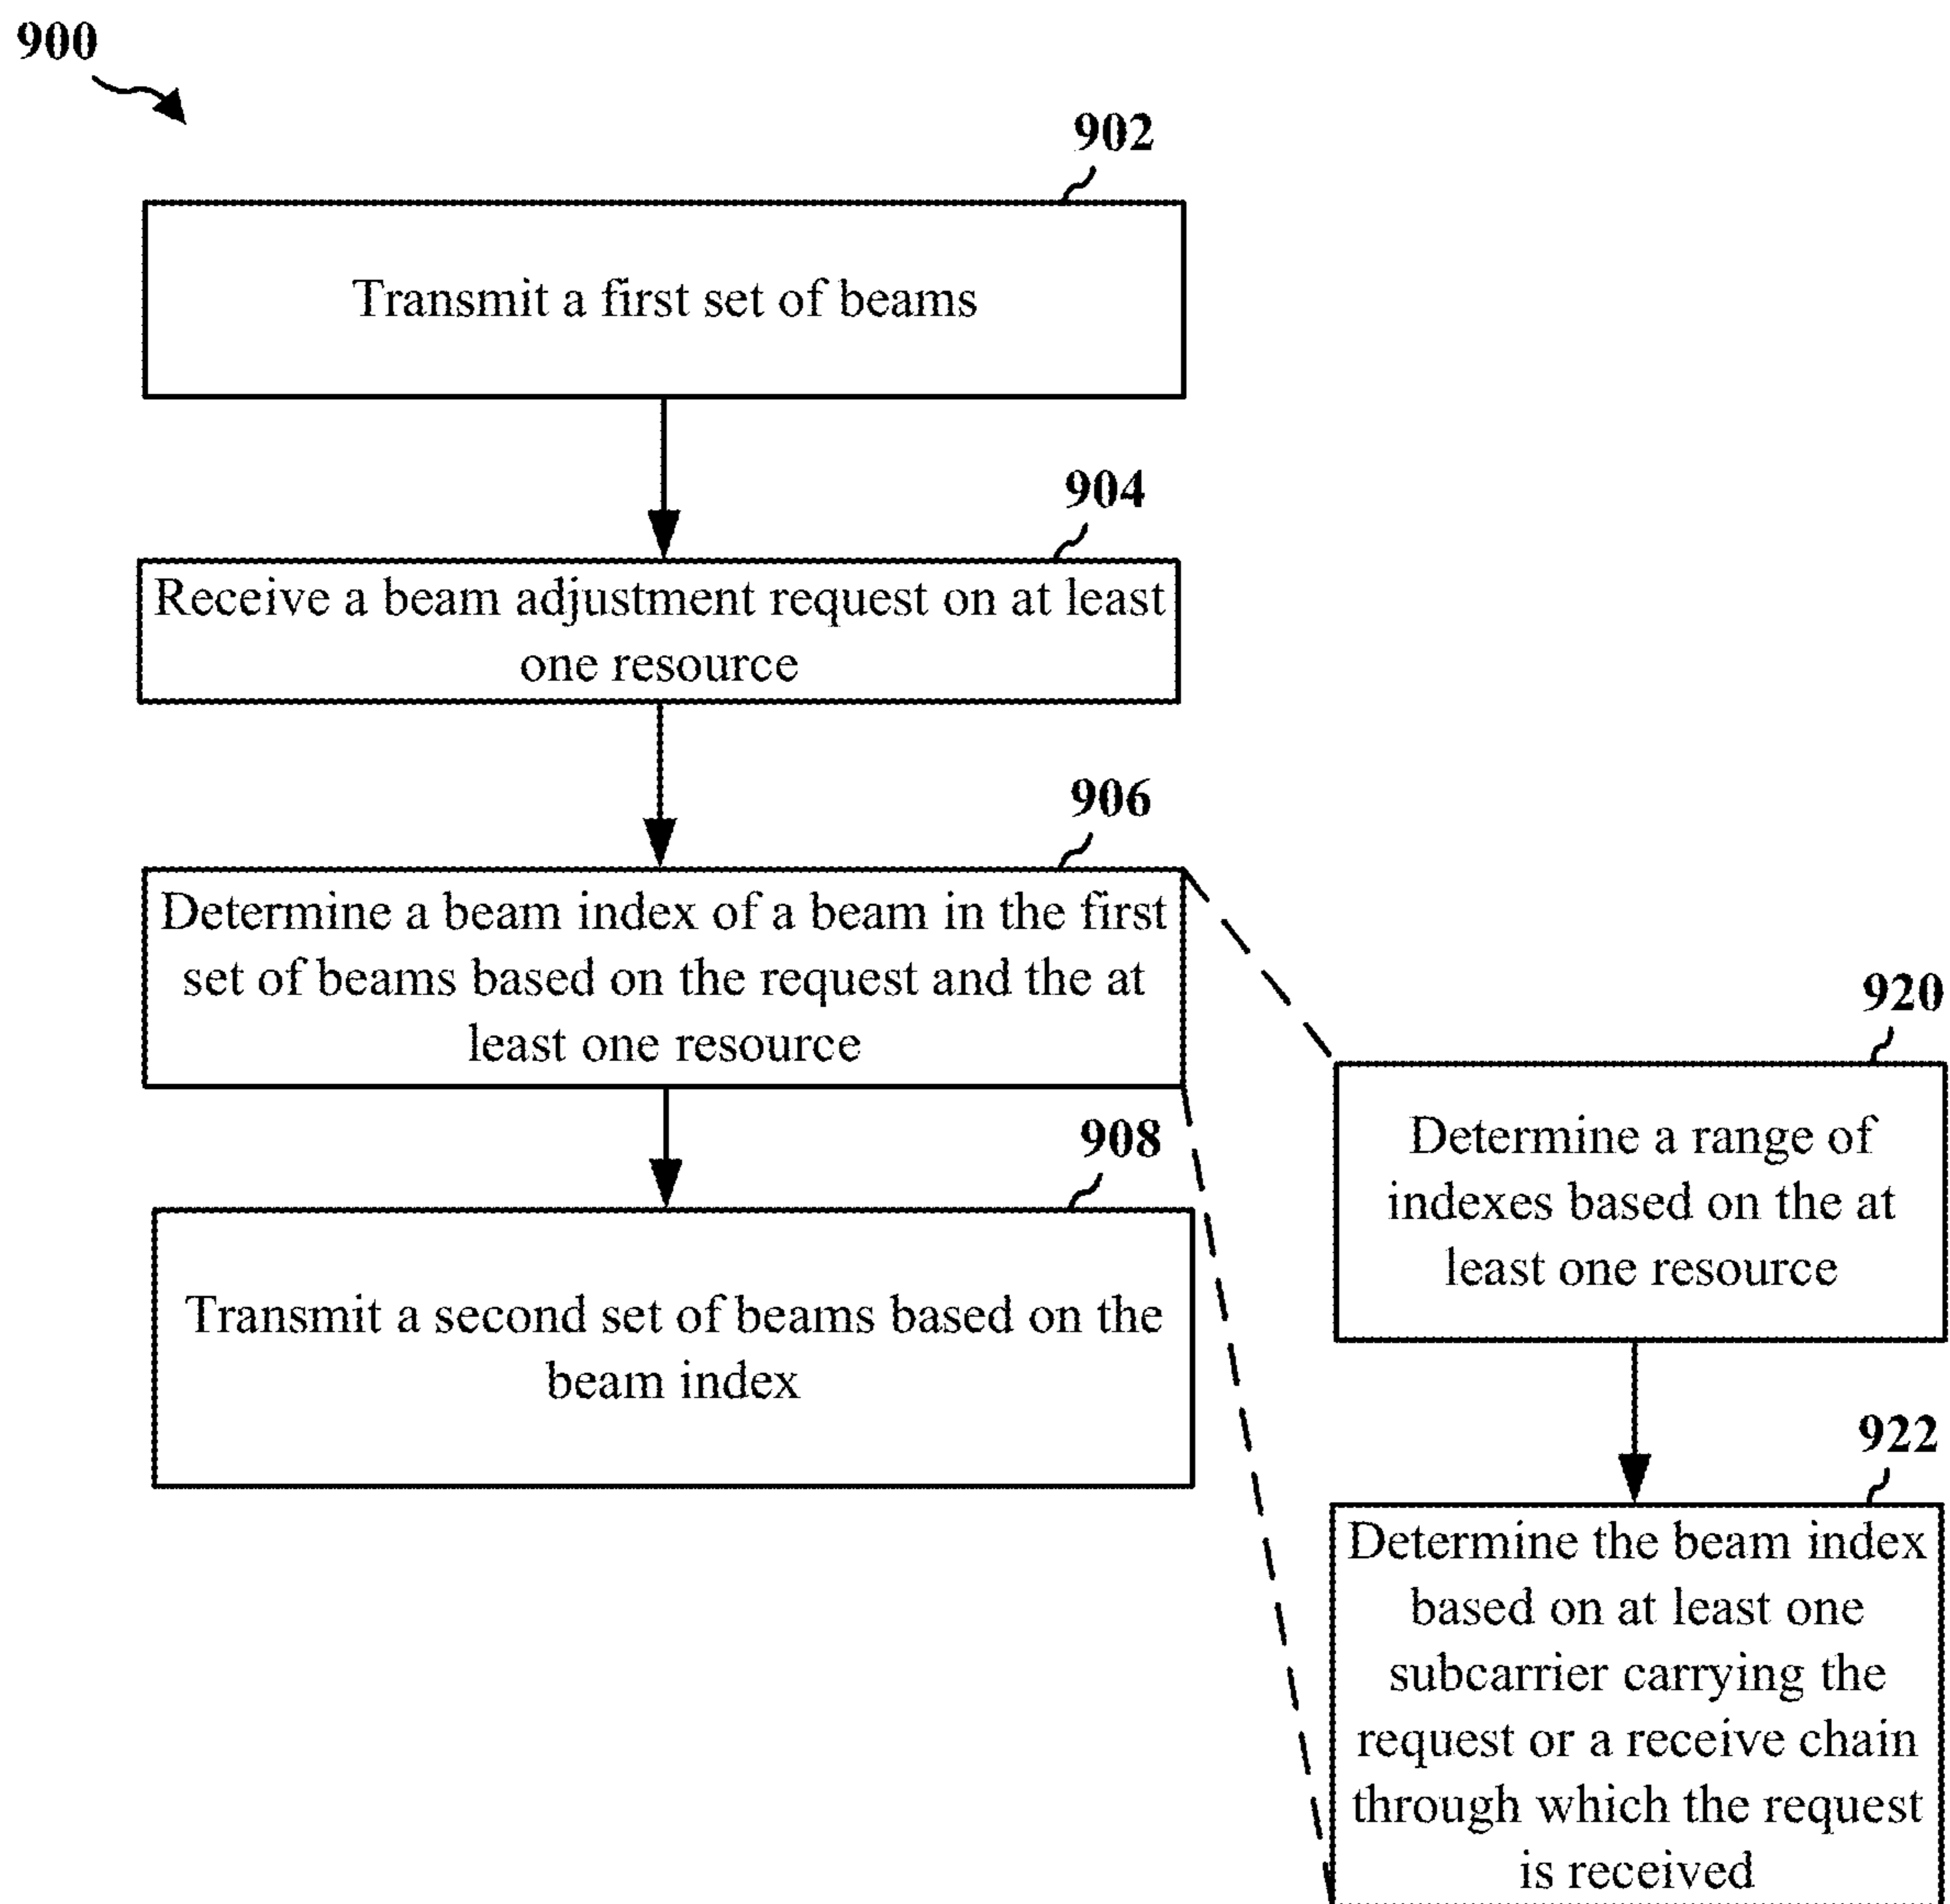 900
902
Transmit a first set of beams
904
Receive a beam adjustment request on at least
one resource
906
Determine a beam index of a beam in the first
set of beams based on the request and the at
least one resource
908
Transmit a second set of beams based on the
beam index
920
Determine a range of
indexes based on the at
least one resource
922
Determine the beam index
based on at least one
subcarrier carrying the
request or a receive chain
through which the request
is received